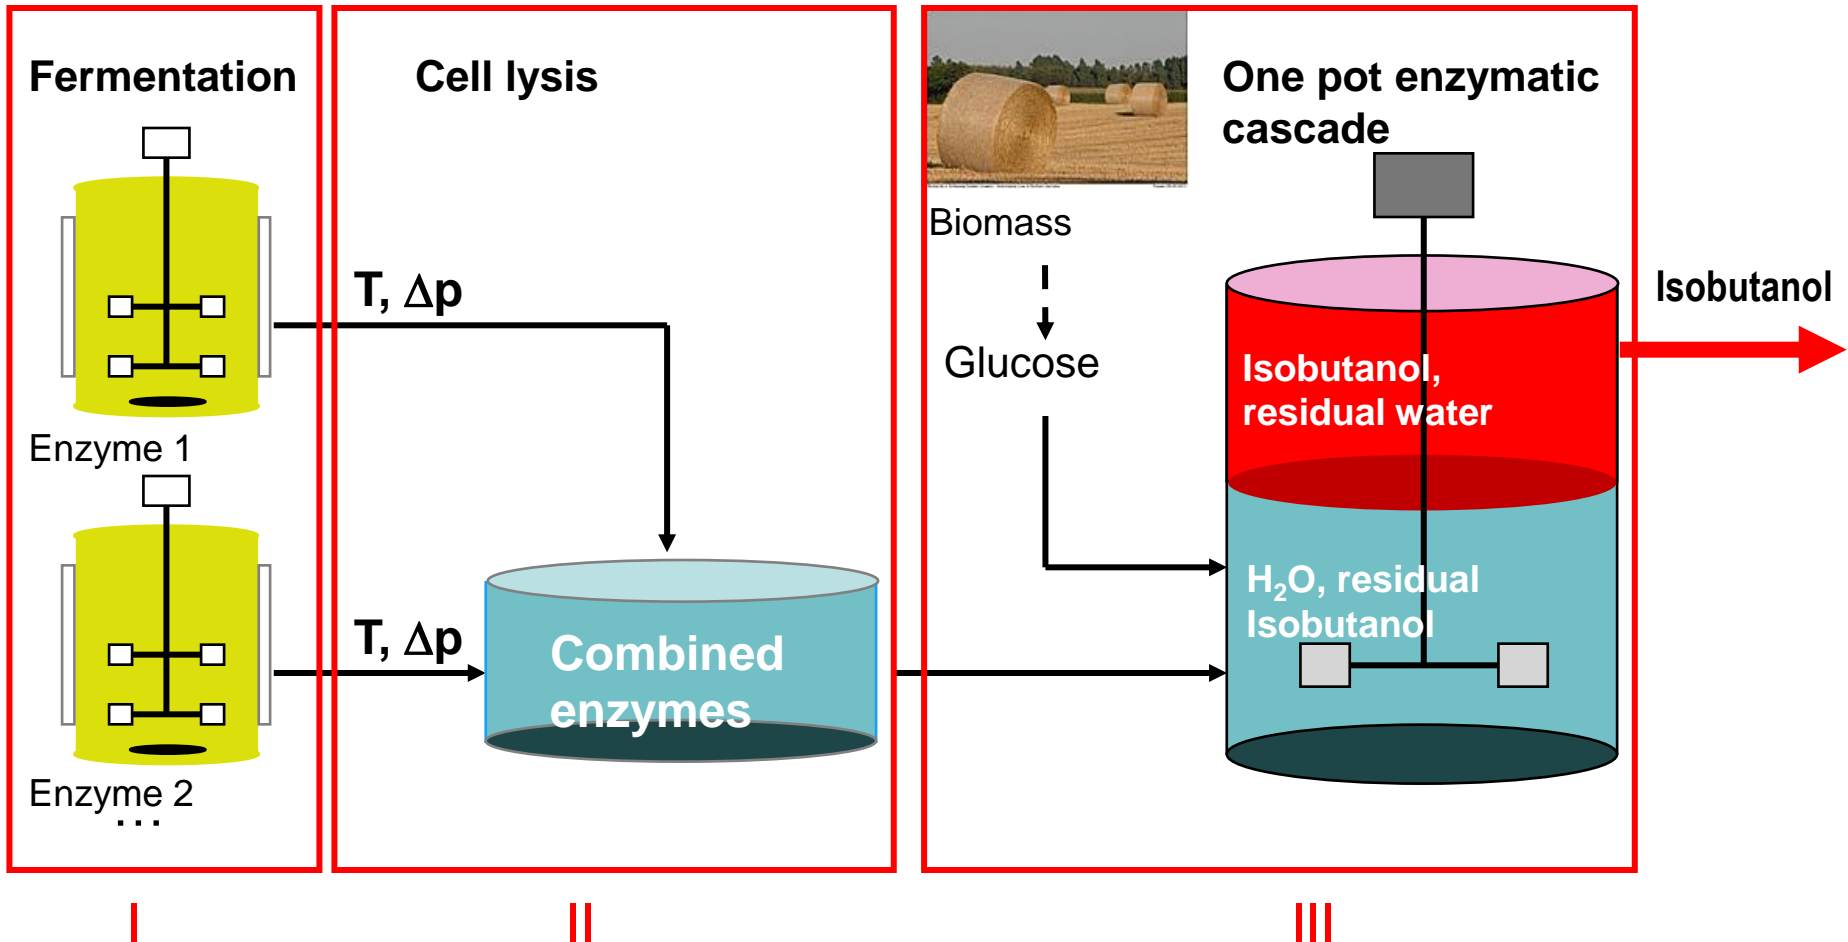 Fermentation
Enzyme 1
Enzyme 2
...
Cell lysis
T, Δp
T, Δp
Combined
enzymes
One pot enzymatic
cascade
Biomass
Glucose
Isobutanol,
residual water
H₂O, residual
Isobutanol
Isobutanol
I
II
III